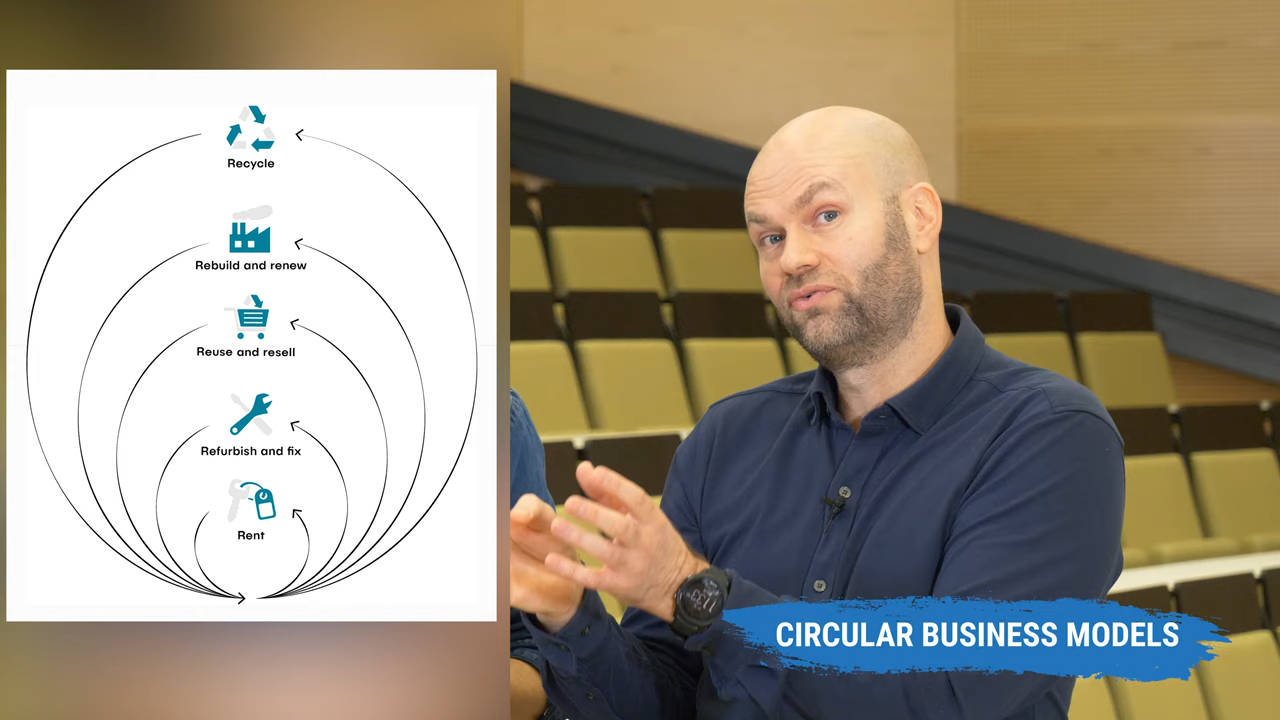 Recycle
Rebuild and renew
Reuse and resell
Refurbish and fix
Rent
CIRCULAR BUSINESS MODELS